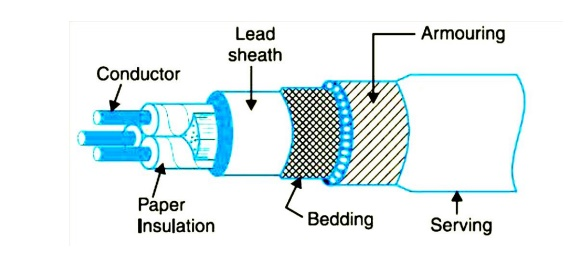 Lead
sheath
Armouring
Conductor
Paper
Insulation
Bedding
Serving